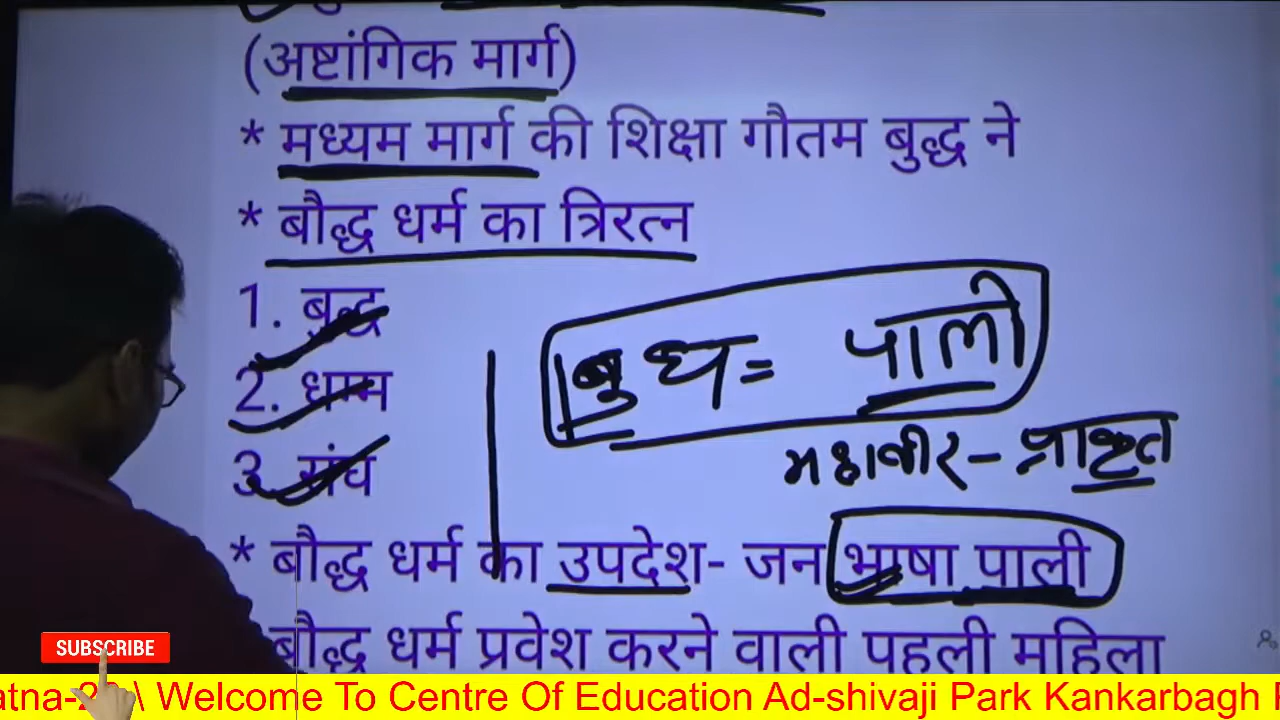 (अष्टांगिक मार्ग)
* मध्यम मार्ग की शिक्षा गौतम बुद्ध ने
* बौद्ध धर्म का त्रिरत्न
1. बुद्ध
2. धम्म
3. संघ
बुध = पाली
महावीर - प्राकृत
* बौद्ध धर्म का उपदेश- जन भाषा पाली
बौद्ध धर्म प्रवेश करने वाली पहली महिला
SUBSCRIBE
\ Welcome To Centre Of Education Ad-shivaji Park Kankarbagh